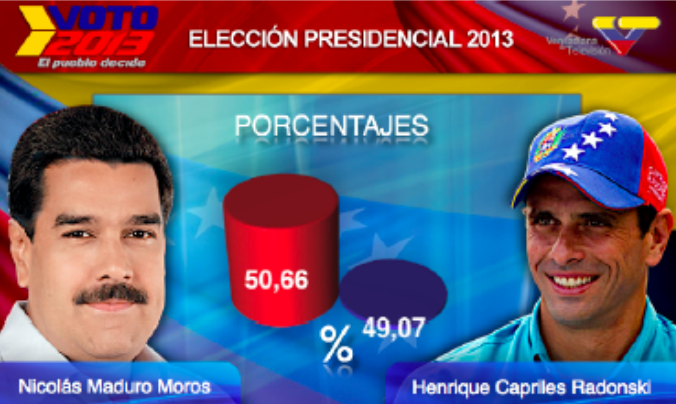 VOTO
2013
El pueblo decide
ELECCIÓN PRESIDENCIAL 2013
Venezolana
de Televisión
PORCENTAJES
50,66
% 49,07
Nicolás Maduro Moros
Henrique Capriles Radonski